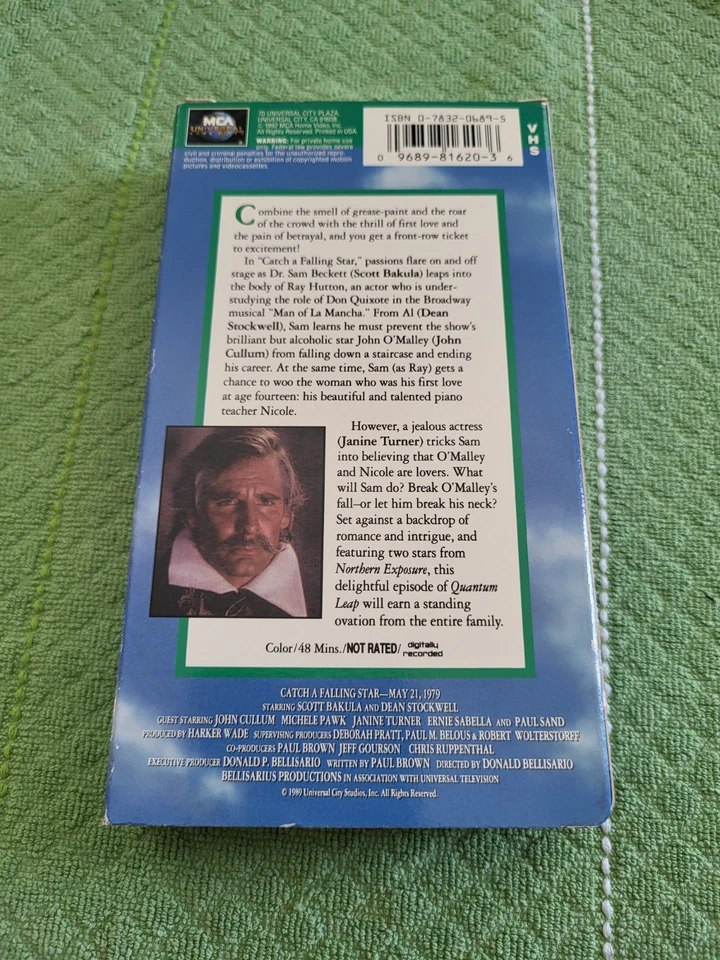 MCA
UNIVERSAL
70 UNIVERSAL CITY PLAZA
UNIVERSAL CITY, CA 91608
© 1992 MCA Home Video, Inc.
All Rights Reserved. Printed in USA.
WARNING: For private home use
only. Federal law provides severe
civil and criminal penalties for the unauthorized repro-
duction, distribution or exhibition of copyrighted motion
pictures and videocassettes.
ISBN 0-7832-0689-5
0 9689-81620-3 6
VHS
Combine the smell of grease-paint and the roar
of the crowd with the thrill of first love and
the pain of betrayal, and you get a front-row ticket
to excitement!
In "Catch a Falling Star," passions flare on and off
stage as Dr. Sam Beckett (Scott Bakula) leaps into
the body of Ray Hutton, an actor who is under-
studying the role of Don Quixote in the Broadway
musical "Man of La Mancha." From Al (Dean
Stockwell), Sam learns he must prevent the show's
brilliant but alcoholic star John O'Malley (John
Cullum) from falling down a staircase and ending
his career. At the same time, Sam (as Ray) gets a
chance to woo the woman who was his first love
at age fourteen: his beautiful and talented piano
teacher Nicole.
However, a jealous actress
(Janine Turner) tricks Sam
into believing that O'Malley
and Nicole are lovers. What
will Sam do? Break O'Malley's
fall—or let him break his neck?
Set against a backdrop of
romance and intrigue, and
featuring two stars from
Northern Exposure, this
delightful episode of Quantum
Leap will earn a standing
ovation from the entire family.
Color/48 Mins./NOT RATED/digitally recorded
CATCH A FALLING STAR—MAY 21, 1979
STARRING SCOTT BAKULA AND DEAN STOCKWELL
GUEST STARRING JOHN CULLUM MICHELE PAWK JANINE TURNER ERNIE SABELLA AND PAUL SAND
PRODUCED BY HARKER WADE SUPERVISING PRODUCERS DEBORAH PRATT, PAUL M. BELOUS & ROBERT WOLTERSTORFF
CO-PRODUCERS PAUL BROWN JEFF GOURSON CHRIS RUPPENTHAL
EXECUTIVE PRODUCER DONALD P. BELLISARIO WRITTEN BY PAUL BROWN DIRECTED BY DONALD BELLISARIO
BELLISARIUS PRODUCTIONS IN ASSOCIATION WITH UNIVERSAL TELEVISION
© 1989 Universal City Studios, Inc. All Rights Reserved.